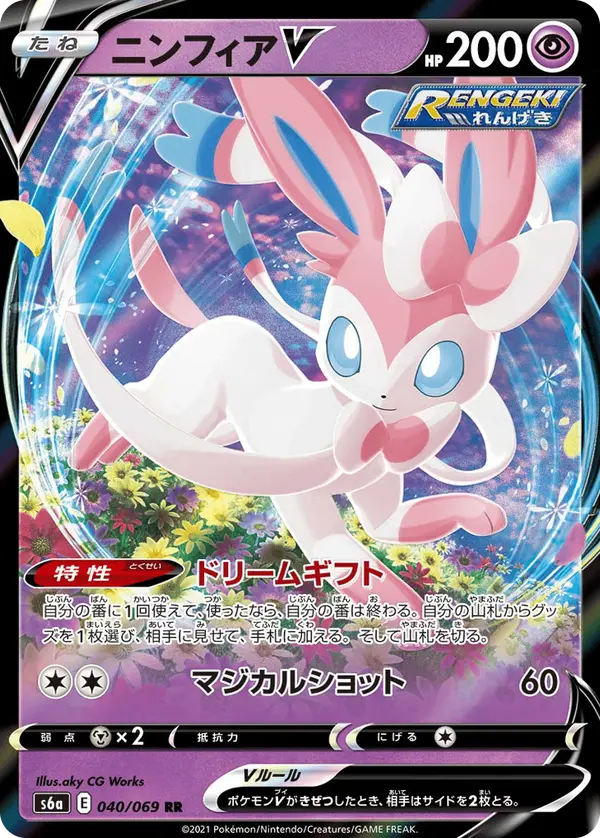 たね ニンフィアV HP200
RENGEKI
れんげき
特性 とくせい ドリームギフト
自分の番に1回使えて、使ったなら、自分の番は終わる。自分の山札からグッ
ズを1枚選び、相手に見せて、手札に加える。そして山札を切る。
マジカルショット 60
弱点 ×2 抵抗力 にげる
Illus.aky CG Works
Vルール
s6a E 040/069 RR
ポケモンVがきぜつしたとき、相手はサイドを2枚とる。
©2021 Pokémon/Nintendo/Creatures/GAME FREAK.